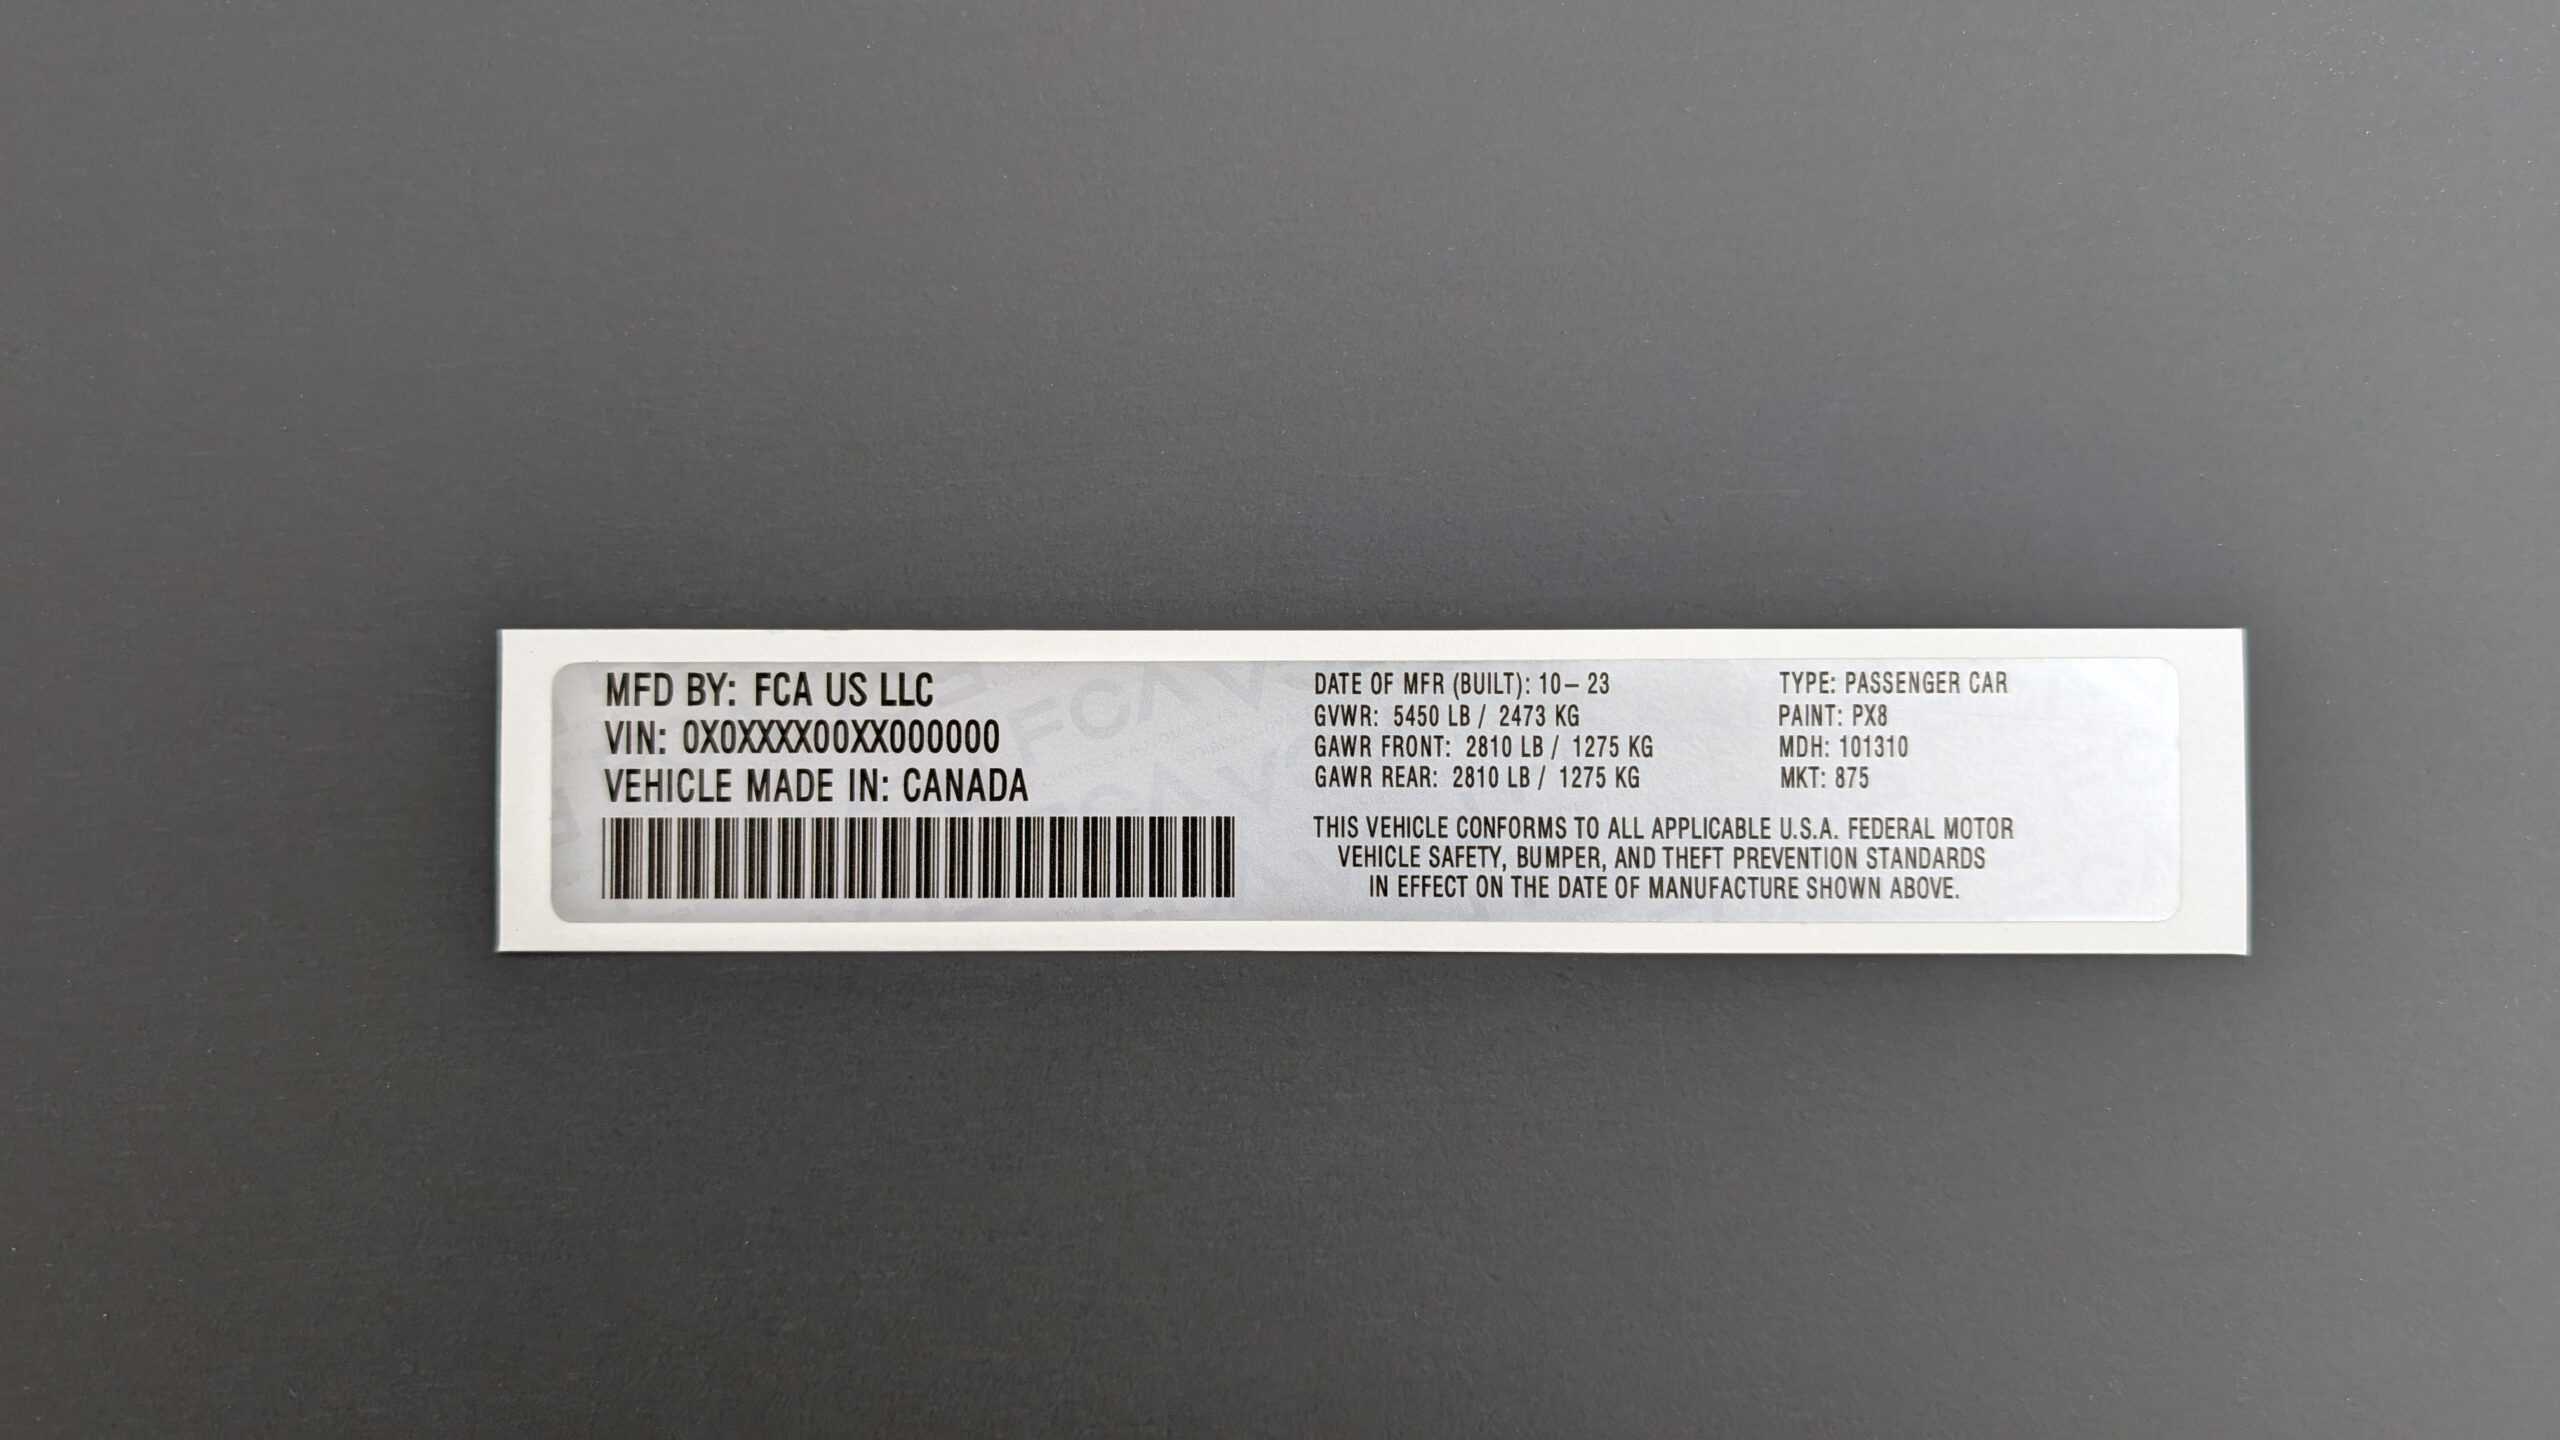 MFD BY: FCA US LLC
VIN: 0X0XXXX00XX000000
VEHICLE MADE IN: CANADA
DATE OF MFR (BUILT): 10– 23
GVWR: 5450 LB / 2473 KG
GAWR FRONT: 2810 LB / 1275 KG
GAWR REAR: 2810 LB / 1275 KG
TYPE: PASSENGER CAR
PAINT: PX8
MDH: 101310
MKT: 875
THIS VEHICLE CONFORMS TO ALL APPLICABLE U.S.A. FEDERAL MOTOR
VEHICLE SAFETY, BUMPER, AND THEFT PREVENTION STANDARDS
IN EFFECT ON THE DATE OF MANUFACTURE SHOWN ABOVE.